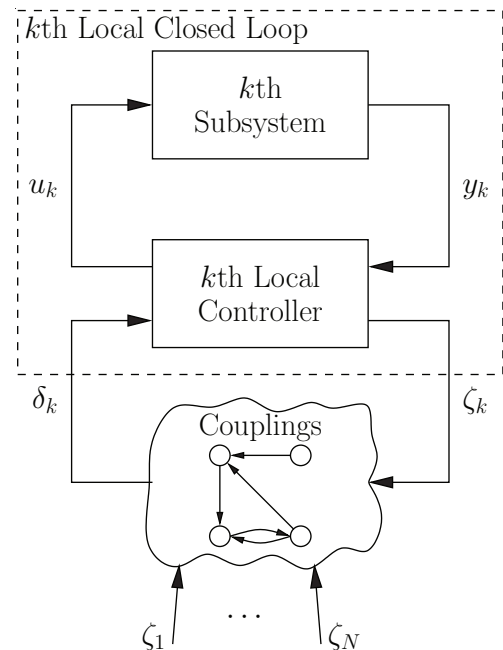 kth Local Closed Loop
kth
Subsystem
u_k
y_k
kth Local
Controller
δ_k
ζ_k
Couplings
...
ζ_1
ζ_N